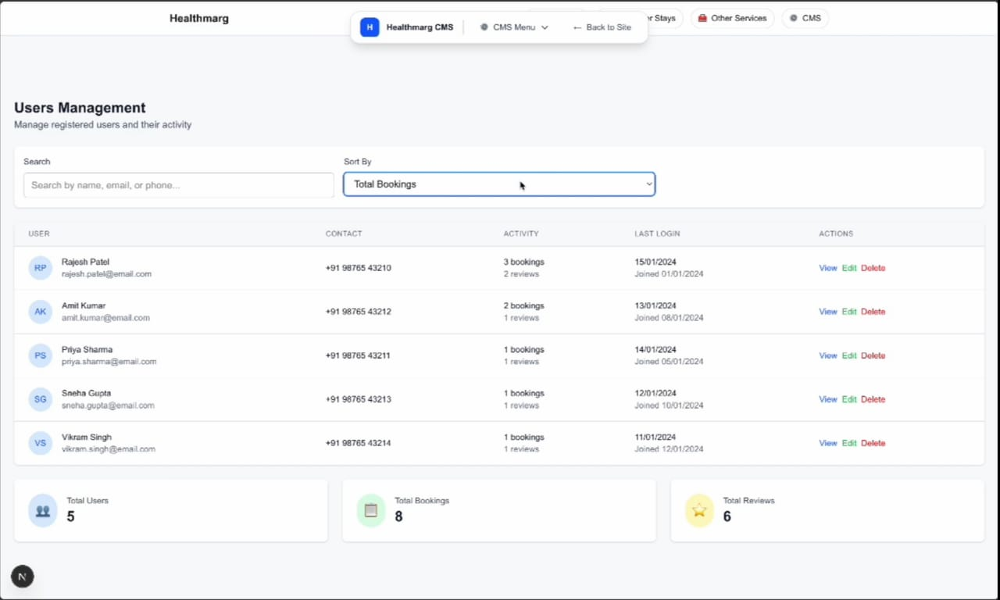 Healthmarg
r Stays
Other Services
CMS
H
Healthmarg CMS
CMS Menu
← Back to Site
Users Management
Manage registered users and their activity
Search
Sort By
Search by name, email, or phone...
Total Bookings
USER
CONTACT
ACTIVITY
LAST LOGIN
ACTIONS
RP
Rajesh Patel
rajesh.patel@email.com
+91 98765 43210
3 bookings
2 reviews
15/01/2024
Joined 01/01/2024
View Edit Delete
AK
Amit Kumar
amit.kumar@email.com
+91 98765 43212
2 bookings
1 reviews
13/01/2024
Joined 08/01/2024
View Edit Delete
PS
Priya Sharma
priya.sharma@email.com
+91 98765 43211
1 bookings
1 reviews
14/01/2024
Joined 05/01/2024
View Edit Delete
SG
Sneha Gupta
sneha.gupta@email.com
+91 98765 43213
1 bookings
1 reviews
12/01/2024
Joined 10/01/2024
View Edit Delete
VS
Vikram Singh
vikram.singh@email.com
+91 98765 43214
1 bookings
1 reviews
11/01/2024
Joined 12/01/2024
View Edit Delete
Total Users
5
Total Bookings
8
Total Reviews
6
N